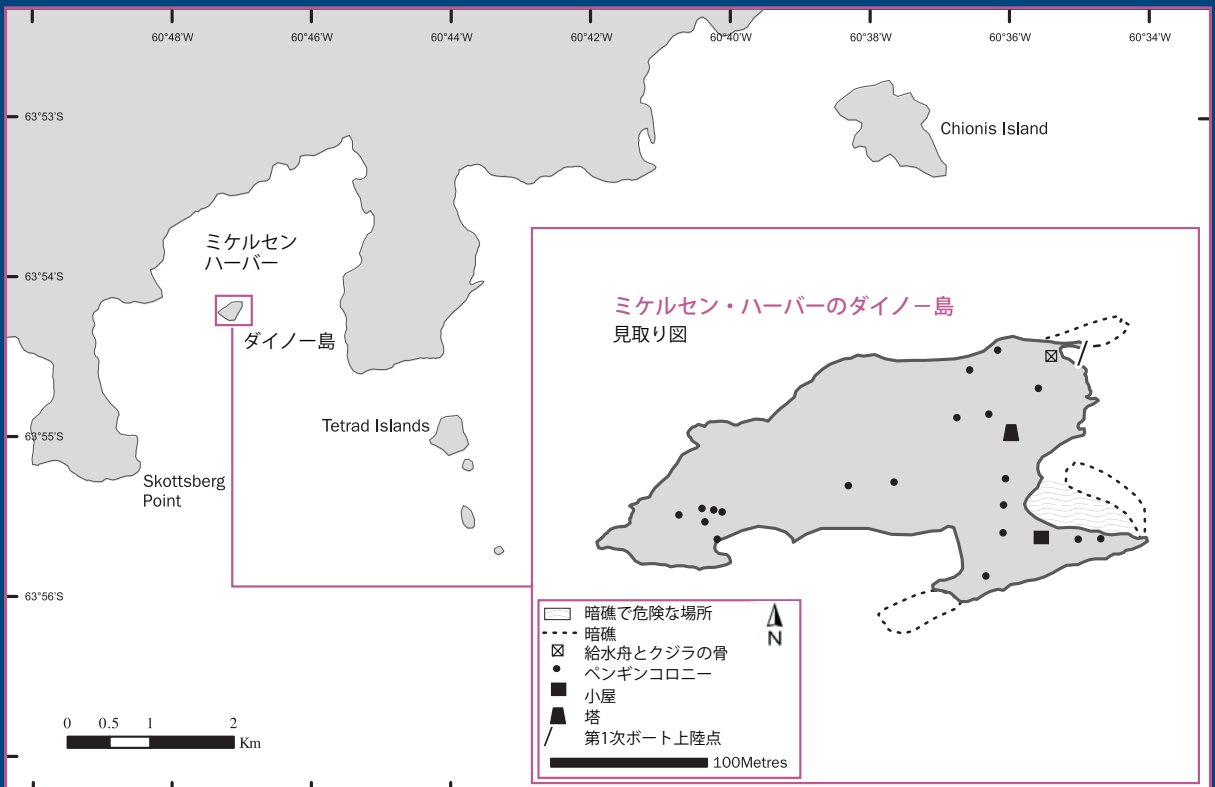 60°48'W
60°46'W
60°44'W
60°42'W
60°40'W
60°38'W
60°36'W
60°34'W
63°53'S
Chionis Island
ミケルセン
ハーバー
63°54'S
ダイノー島
ミケルセン・ハーバーのダイノー島
見取り図
Tetrad Islands
63°55'S
Skottsberg
Point
63°56'S
暗礁で危険な場所
暗礁
N
給水舟とクジラの骨
ペンギンコロニー
小屋
塔
第1次ボート上陸点
100Metres
0 0.5 1 2
Km